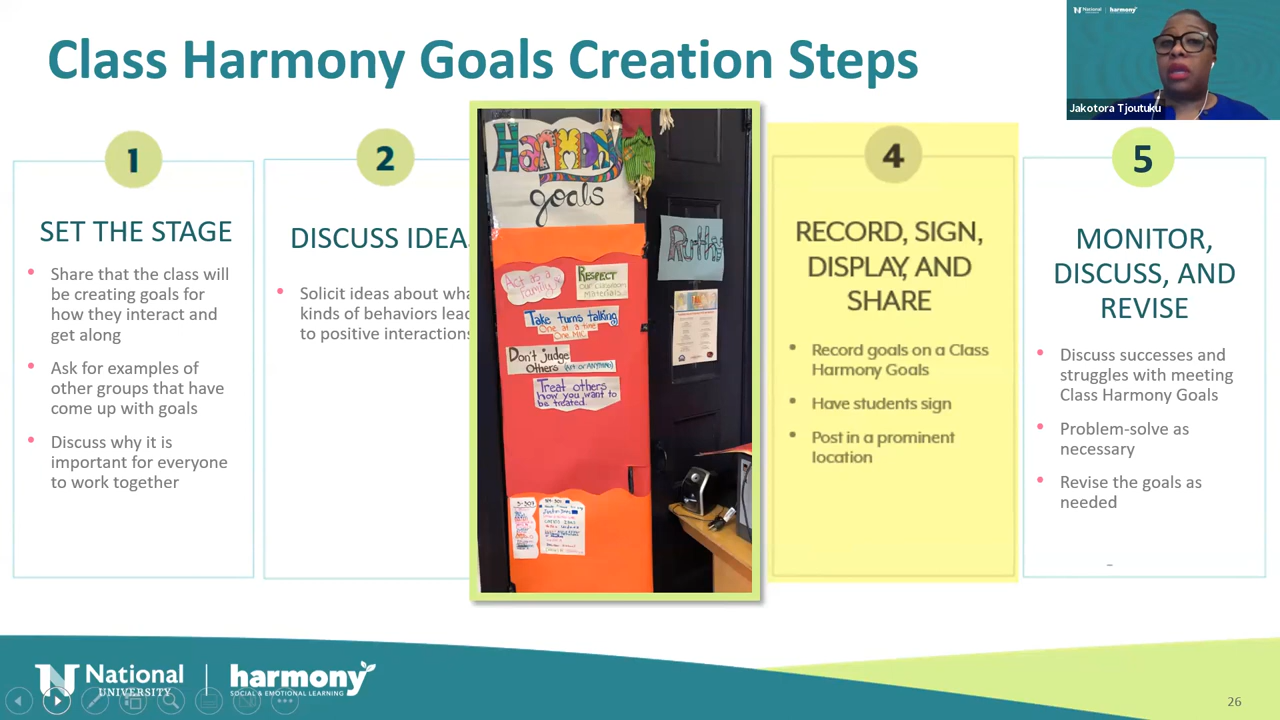 Class Harmony Goals Creation Steps
National harmony
Jakotora Tjoutuku
1
SET THE STAGE
• Share that the class will
be creating goals for
how they interact and
get along
• Ask for examples of
other groups that have
come up with goals
• Discuss why it is
important for everyone
to work together
2
DISCUSS IDEA
• Solicit ideas about wha
kinds of behaviors lead
to positive interactions
Harmony
goals
Ruthy
Act as a
Family
RESPECT
our classroom
Materials
Take turns talking
One at a time
One Mic
Don't judge
Others (Art or ANYTHING)
Treat others
how you want to
be treated.
4
RECORD, SIGN,
DISPLAY, AND
SHARE
• Record goals on a Class
Harmony Goals
• Have students sign
• Post in a prominent
location
5
MONITOR,
DISCUSS, AND
REVISE
• Discuss successes and
struggles with meeting
Class Harmony Goals
• Problem-solve as
necessary
• Revise the goals as
needed
National
UNIVERSITY
harmony
SOCIAL & EMOTIONAL LEARNING
26